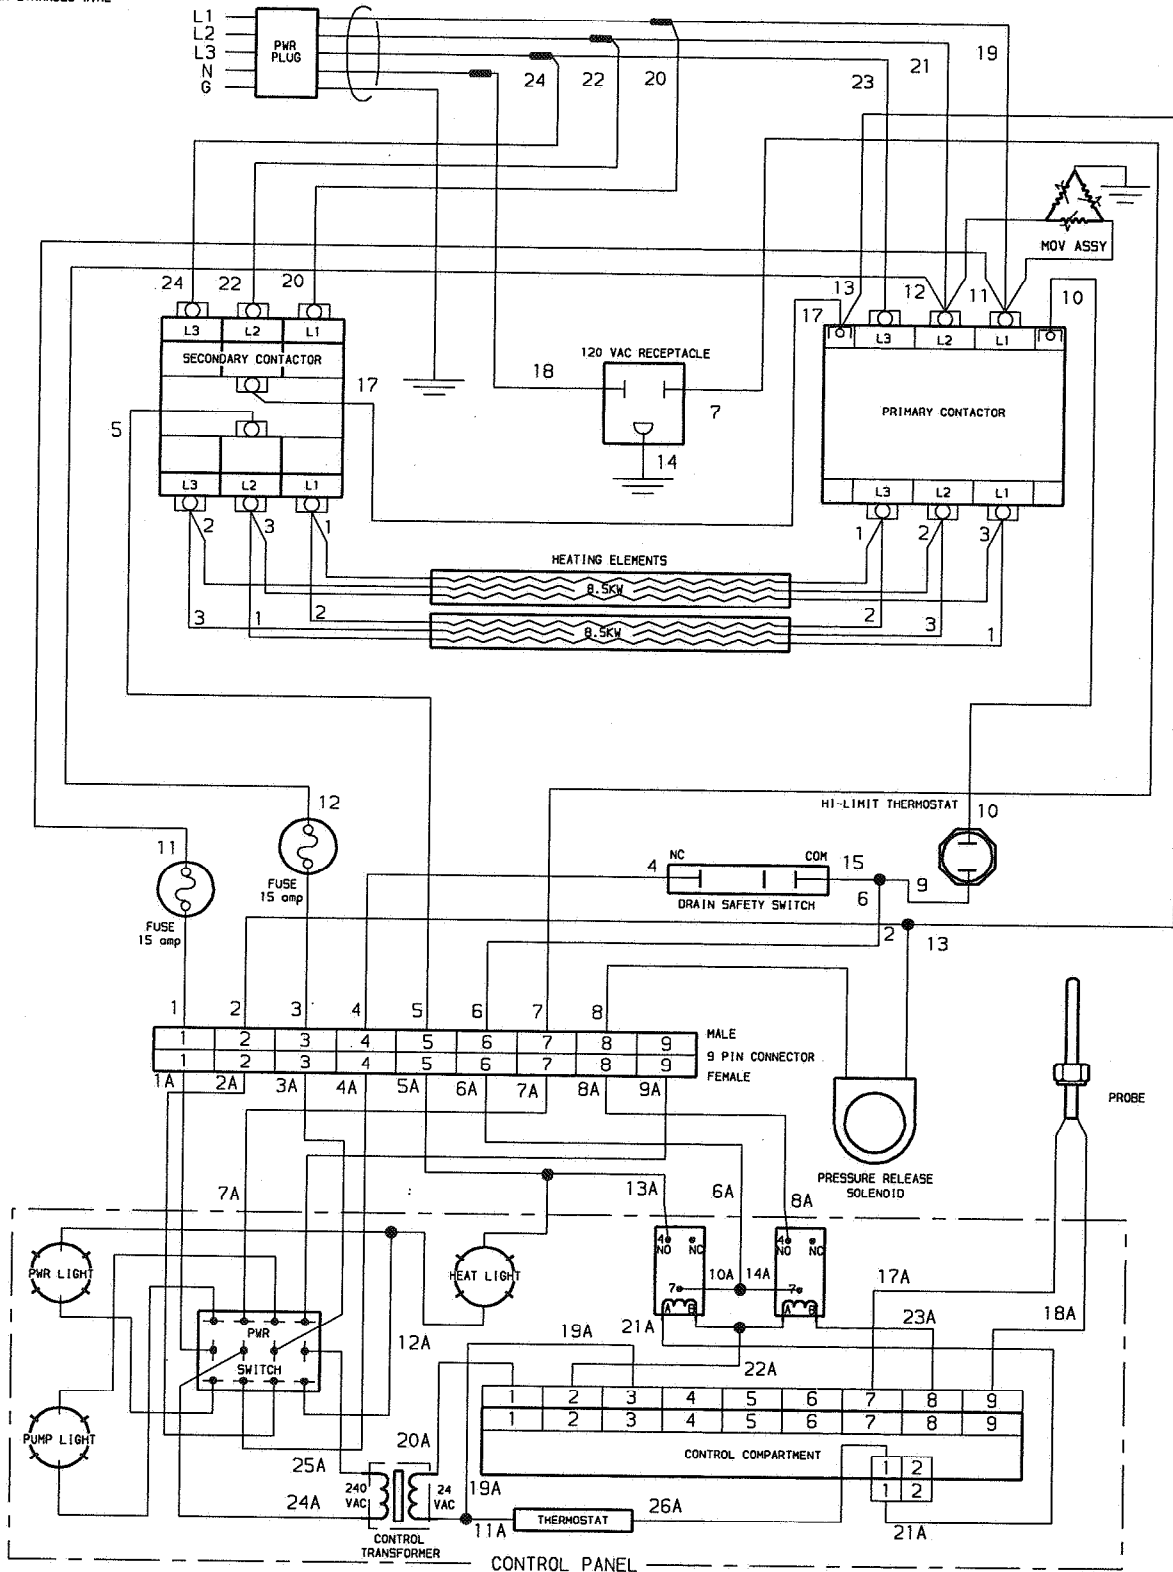 L1
L2
L3
N
G
PWR
PLUG
24
22
20
23
21
19
MOV ASSY
24
22
20
13
17
12
11
10
L3
L2
L1
SECONDARY CONTACTOR
17
5
L3
L2
L1
2
3
1
120 VAC RECEPTACLE
18
7
14
L3
L2
L1
PRIMARY CONTACTOR
L3
L2
L1
1
2
3
HEATING ELEMENTS
8.5KW
8.5KW
3
1
2
2
3
1
HI-LIMIT THERMOSTAT
10
12
11
FUSE
15 amp
FUSE
15 amp
4
NC
COM
15
DRAIN SAFETY SWITCH
6
9
2
13
1
2
3
4
5
6
7
8
1
2
3
4
5
6
7
8
9
1
2
3
4
5
6
7
8
9
MALE
9 PIN CONNECTOR
FEMALE
1A
2A
3A
4A
5A
6A
7A
8A
9A
PROBE
PRESSURE RELEASE
SOLENOID
7A
13A
6A
8A
PWR LIGHT
HEAT LIGHT
4
NO
NC
7
A
B
10A
14A
4
NO
NC
7
A
B
17A
18A
21A
23A
PWR
SWITCH
12A
19A
22A
PUMP LIGHT
1
2
3
4
5
6
7
8
9
1
2
3
4
5
6
7
8
9
CONTROL COMPARTMENT
1
2
1
2
25A
24A
20A
240
VAC
24
VAC
19A
11A
THERMOSTAT
26A
21A
CONTROL
TRANSFORMER
CONTROL PANEL